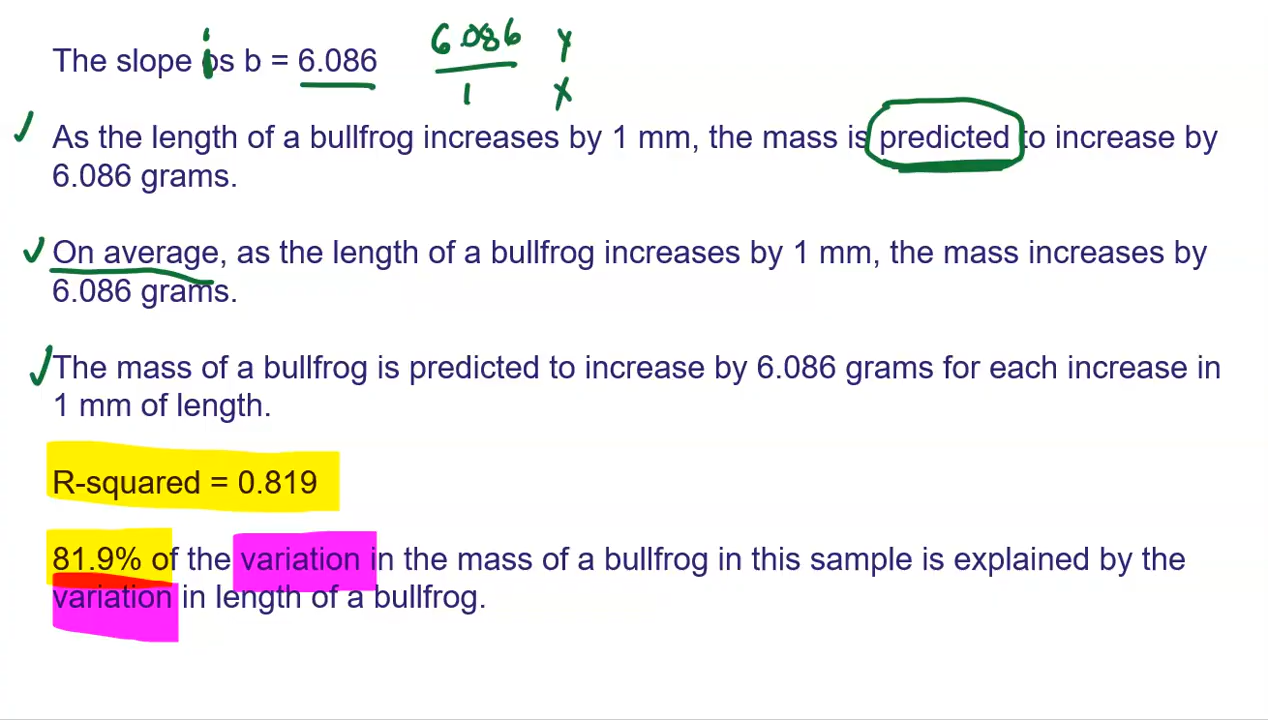 The slope is b = 6.086 6.086 y
1 x
As the length of a bullfrog increases by 1 mm, the mass is predicted to increase by
6.086 grams.
On average, as the length of a bullfrog increases by 1 mm, the mass increases by
6.086 grams.
The mass of a bullfrog is predicted to increase by 6.086 grams for each increase in
1 mm of length.
R-squared = 0.819
81.9% of the variation in the mass of a bullfrog in this sample is explained by the
variation in length of a bullfrog.